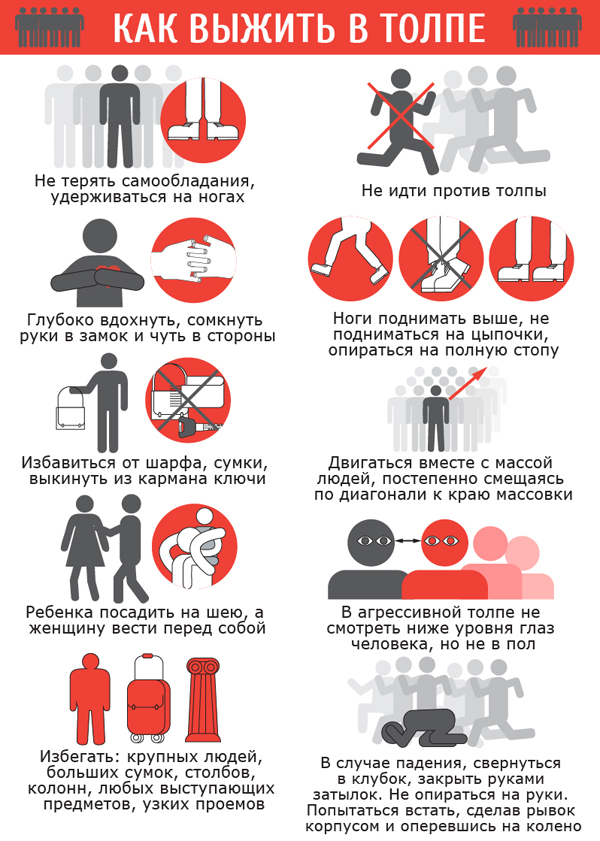 КАК ВЫЖИТЬ В ТОЛПЕ
Не терять самообладания,
удерживаться на ногах
Не идти против толпы
Глубоко вдохнуть, сомкнуть
руки в замок и чуть в стороны
Ноги поднимать выше, не
подниматься на цыпочки,
опираться на полную стопу
Избавиться от шарфа, сумки,
выкинуть из кармана ключи
Двигаться вместе с массой
людей, постепенно смещаясь
по диагонали к краю массовки
Ребенка посадить на шею, а
женщину вести перед собой
В агрессивной толпе не
смотреть ниже уровня глаз
человека, но не в пол
Избегать: крупных людей,
больших сумок, столбов,
колонн, любых выступающих
предметов, узких проемов
В случае падения, свернуться
в клубок, закрыть руками
затылок. Не опираться на руки.
Попытаться встать, сделав рывок
корпусом и оперевшись на колено